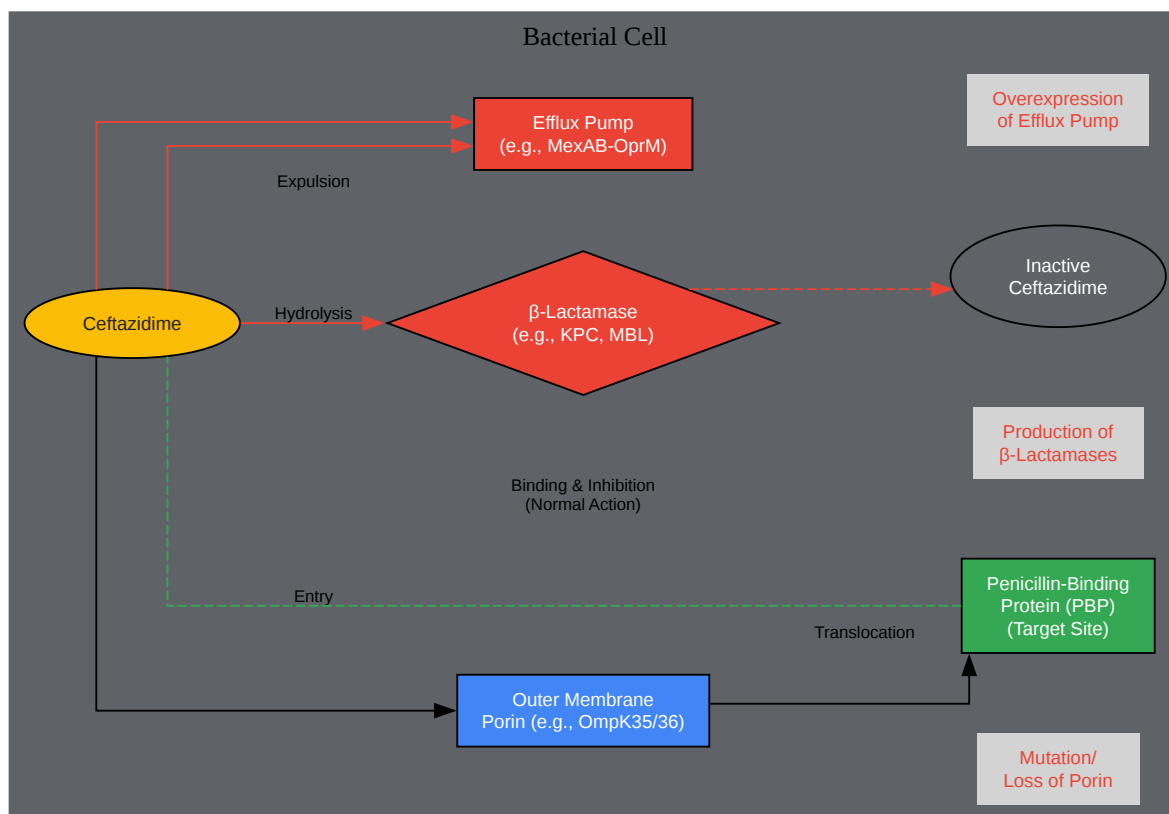 Bacterial Cell
Overexpression
of Efflux Pump
Efflux Pump
(e.g., MexAB-OprM)
Expulsion
Inactive
Ceftazidime
Ceftazidime
Hydrolysis
β-Lactamase
(e.g., KPC, MBL)
Production of
β-Lactamases
Binding & Inhibition
(Normal Action)
Penicillin-Binding
Protein (PBP)
(Target Site)
Entry
Translocation
Outer Membrane
Porin (e.g., OmpK35/36)
Mutation/
Loss of Porin